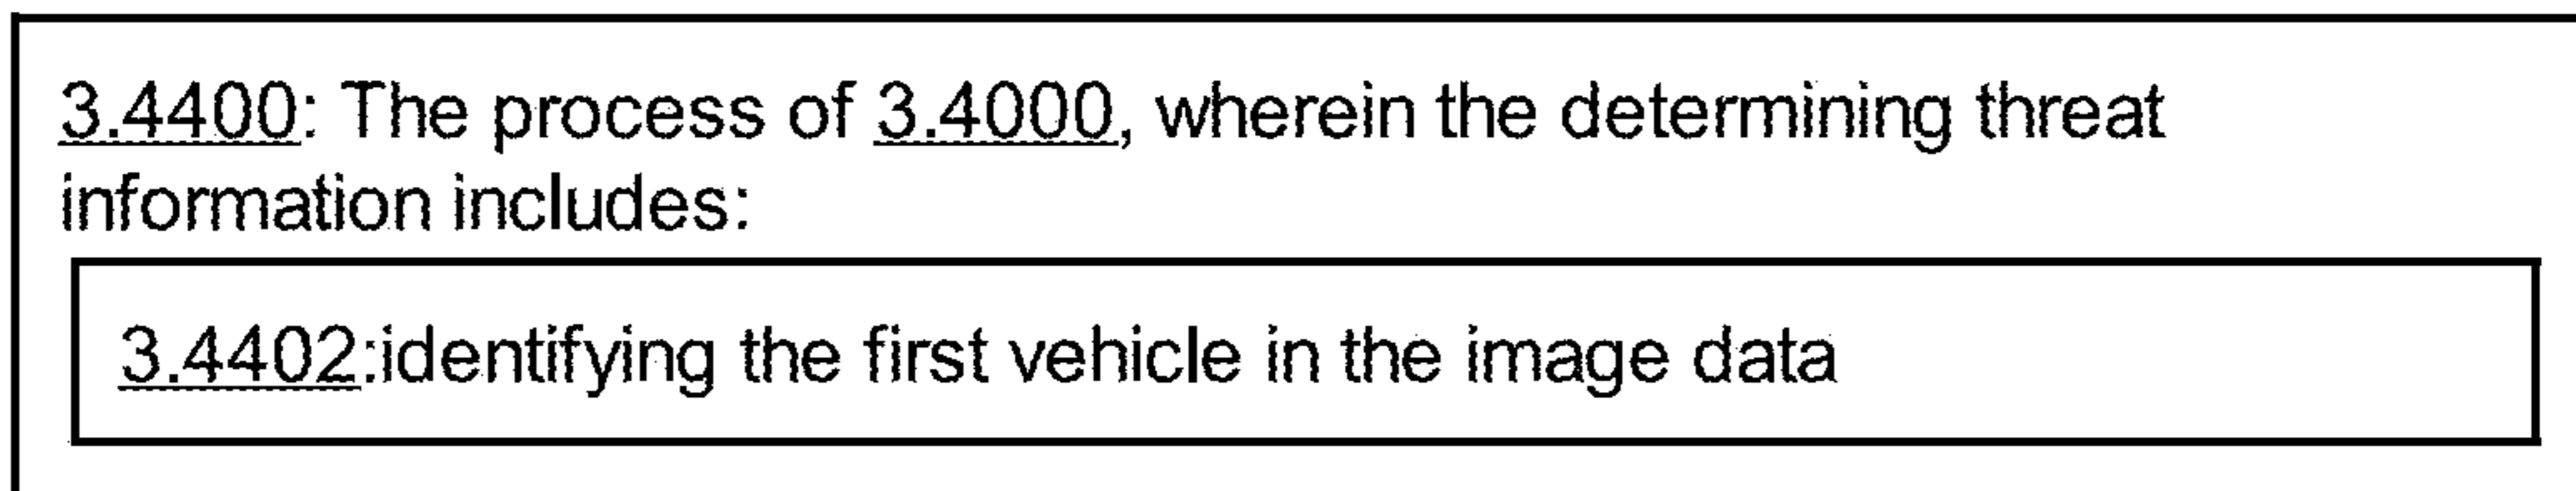 3.4400: The process of 3.4000, wherein the determining threat
information includes:
3.4402:identifying the first vehicle in the image data